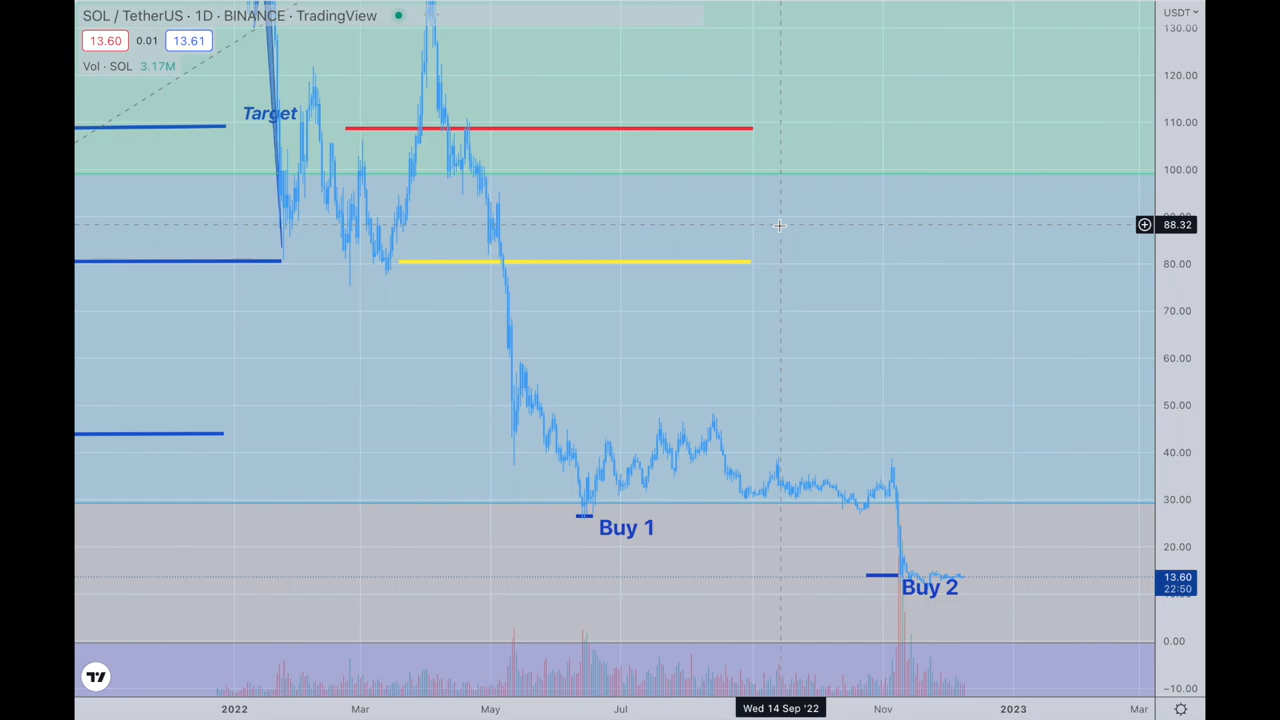 SOL / TetherUS · 1D · BINANCE · TradingView
USDT
13.60 0.01 13.61
Vol · SOL 3.17M
Target
130.00
120.00
110.00
100.00
88.32
80.00
70.00
60.00
50.00
40.00
30.00
20.00
13.60
22:50
0.00
−10.00
Buy 1
Buy 2
2022 Mar May Jul Wed 14 Sep '22 Nov 2023 Mar